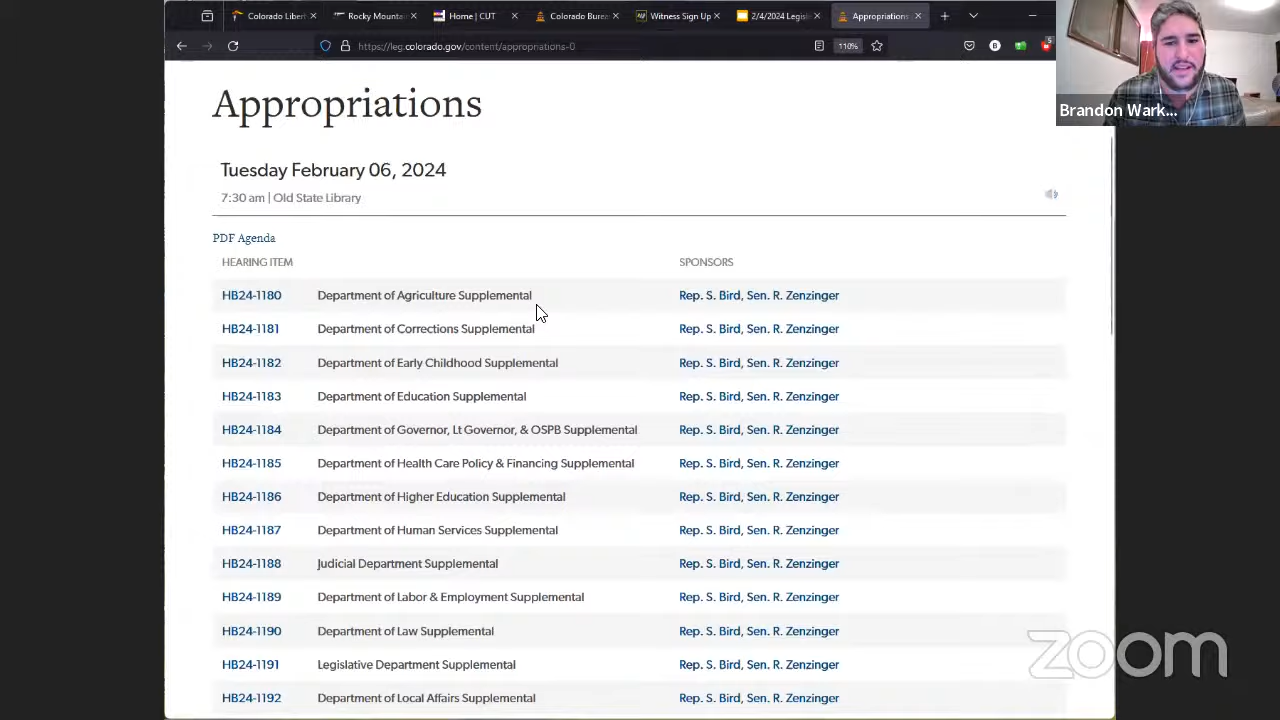 Colorado Libert
Rocky Mountai
Home | CUT
Colorado Burea
Witness Sign Up
2/4/2024 Legisl
Appropriations
https://leg.colorado.gov/content/appropriations-0
110%
Brandon Wark...
Appropriations
Tuesday February 06, 2024
7:30 am | Old State Library
PDF Agenda
HEARING ITEM SPONSORS
HB24-1180 Department of Agriculture Supplemental Rep. S. Bird, Sen. R. Zenzinger
HB24-1181 Department of Corrections Supplemental Rep. S. Bird, Sen. R. Zenzinger
HB24-1182 Department of Early Childhood Supplemental Rep. S. Bird, Sen. R. Zenzinger
HB24-1183 Department of Education Supplemental Rep. S. Bird, Sen. R. Zenzinger
HB24-1184 Department of Governor, Lt Governor, & OSPB Supplemental Rep. S. Bird, Sen. R. Zenzinger
HB24-1185 Department of Health Care Policy & Financing Supplemental Rep. S. Bird, Sen. R. Zenzinger
HB24-1186 Department of Higher Education Supplemental Rep. S. Bird, Sen. R. Zenzinger
HB24-1187 Department of Human Services Supplemental Rep. S. Bird, Sen. R. Zenzinger
HB24-1188 Judicial Department Supplemental Rep. S. Bird, Sen. R. Zenzinger
HB24-1189 Department of Labor & Employment Supplemental Rep. S. Bird, Sen. R. Zenzinger
HB24-1190 Department of Law Supplemental Rep. S. Bird, Sen. R. Zenzinger
HB24-1191 Legislative Department Supplemental Rep. S. Bird, Sen. R. Zenzinger
HB24-1192 Department of Local Affairs Supplemental Rep. S. Bird, Sen. R. Zenzinger
zoom